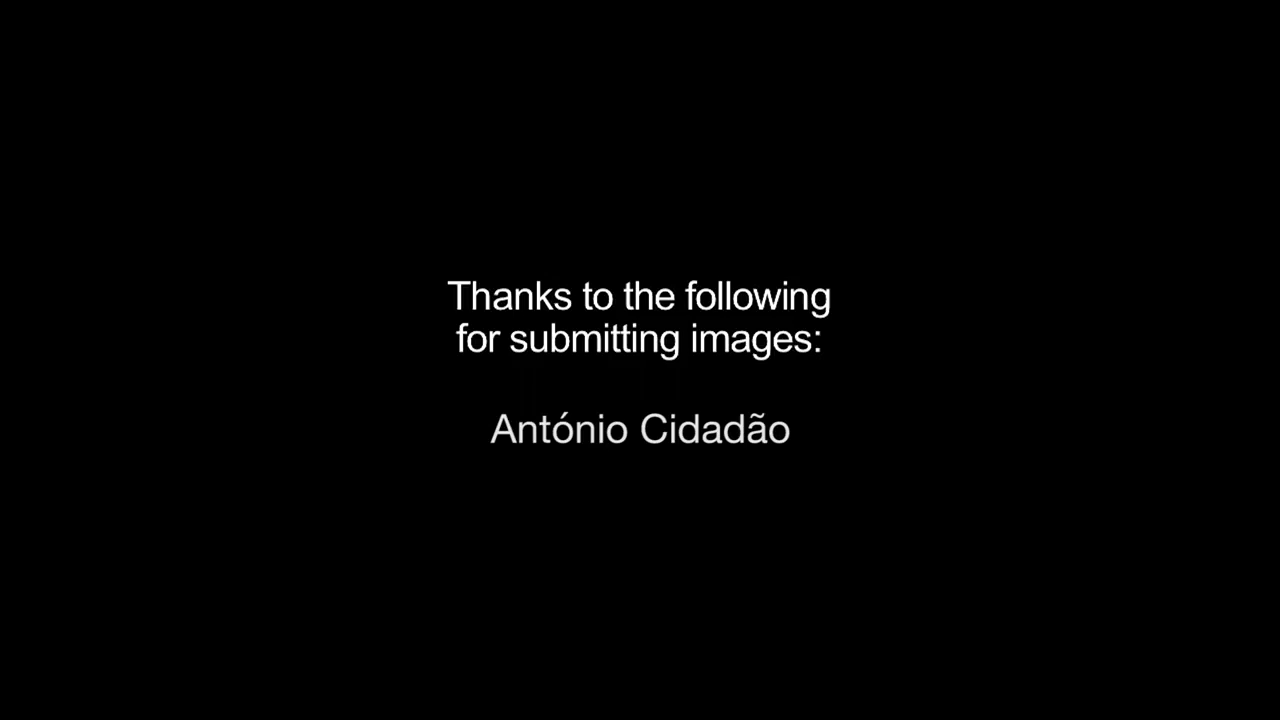 Thanks to the following
for submitting images:
António Cidadão